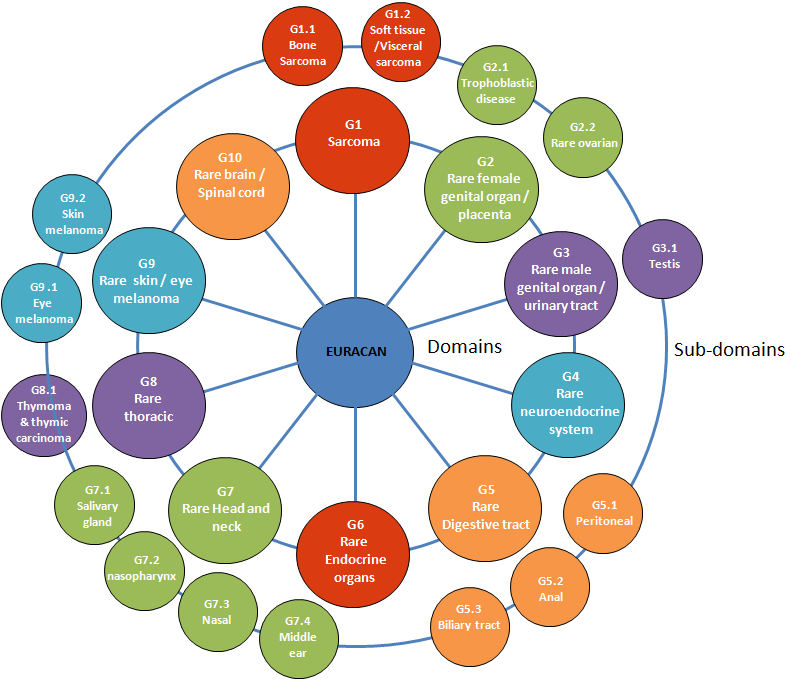 G1.1
Bone
Sarcoma
G1.2
Soft tissue
/Visceral
sarcoma
G2.1
Trophoblastic
disease
G2.2
Rare ovarian
G1
Sarcoma
G10
Rare brain /
Spinal cord
G2
Rare female
genital organ /
placenta
G9.2
Skin
melanoma
G3.1
Testis
G9
Rare skin / eye
melanoma
G3
Rare male
genital organ /
urinary tract
G9.1
Eye
melanoma
EURACAN
Domains
Sub-domains
G8.1
Thymoma
& thymic
carcinoma
G8
Rare
thoracic
G4
Rare
neuroendocrine
system
G7.1
Salivary
gland
G7
Rare Head and
neck
G5
Rare
Digestive tract
G5.1
Peritoneal
G6
Rare
Endocrine
organs
G7.2
nasopharynx
G5.2
Anal
G7.3
Nasal
G5.3
Biliary tract
G7.4
Middle
ear